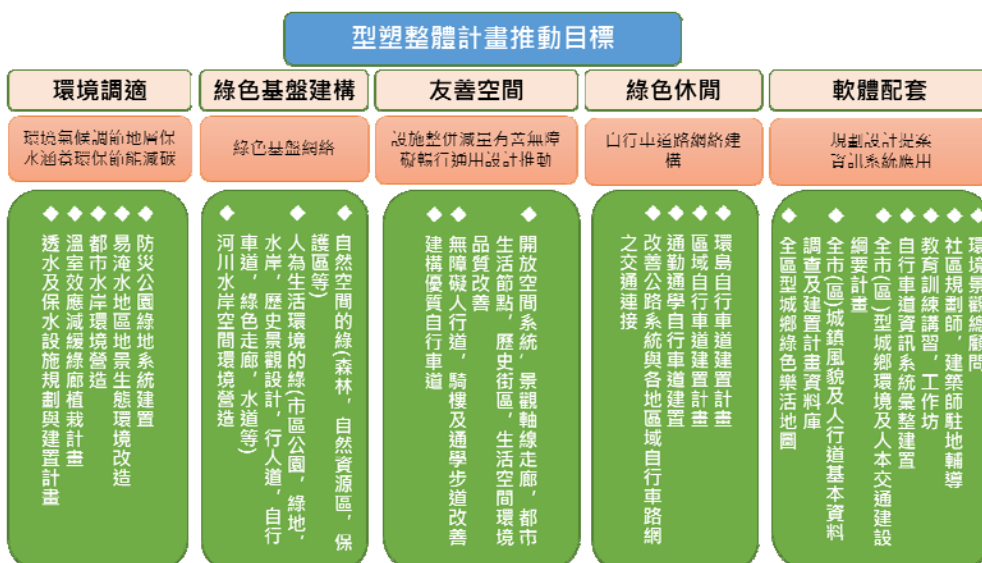 型塑整體計畫推動目標
環境調適
環境氣候調節地層保
水涵養環保節能減碳
◆防災公園綠地系統建置
◆易淹水地區地景生態環境改造
◆都市水岸環境營造
◆溫室效應減緩綠廊植栽計畫
◆透水及保水設施規劃與建置計畫
綠色基盤建構
綠色基盤網絡
◆自然空間的綠(森林，自然資源區，保
護區等)
◆人為生活環境的綠(市區公園，綠地，
水岸，歷史景觀設計，行人道，自行
車道，綠色走廊，水道等)
◆河川水岸空間環境營造
友善空間
設施整併減量友善無障
礙暢行通用設計推動
◆開放空間系統，景觀軸線走廊，都市
生活節點，歷史街區，生活空間環境
品質改善
◆無障礙人行道，騎樓及通學步道改善
◆建構優質自行車道
綠色休閒
自行車道路網絡建
構
◆環島自行車道建置計畫
◆區域自行車道建置計畫
◆通勤通學自行車道建置
◆改善公路系統與各地區域自行車路網
之交通連接
軟體配套
規劃設計提案
資訊系統應用
環境景觀總顧問
◆社區規劃師，建築師駐地輔導
◆教育訓練講習，工作坊
◆自行車道資訊系統彙整建置
◆全市(區)型城鄉環境及人本交通建設
綱要計畫
◆全市(區)城鎮風貌及人行道基本資料
調查及建置計畫資料庫
◆全區型城鄉綠色樂活地圖